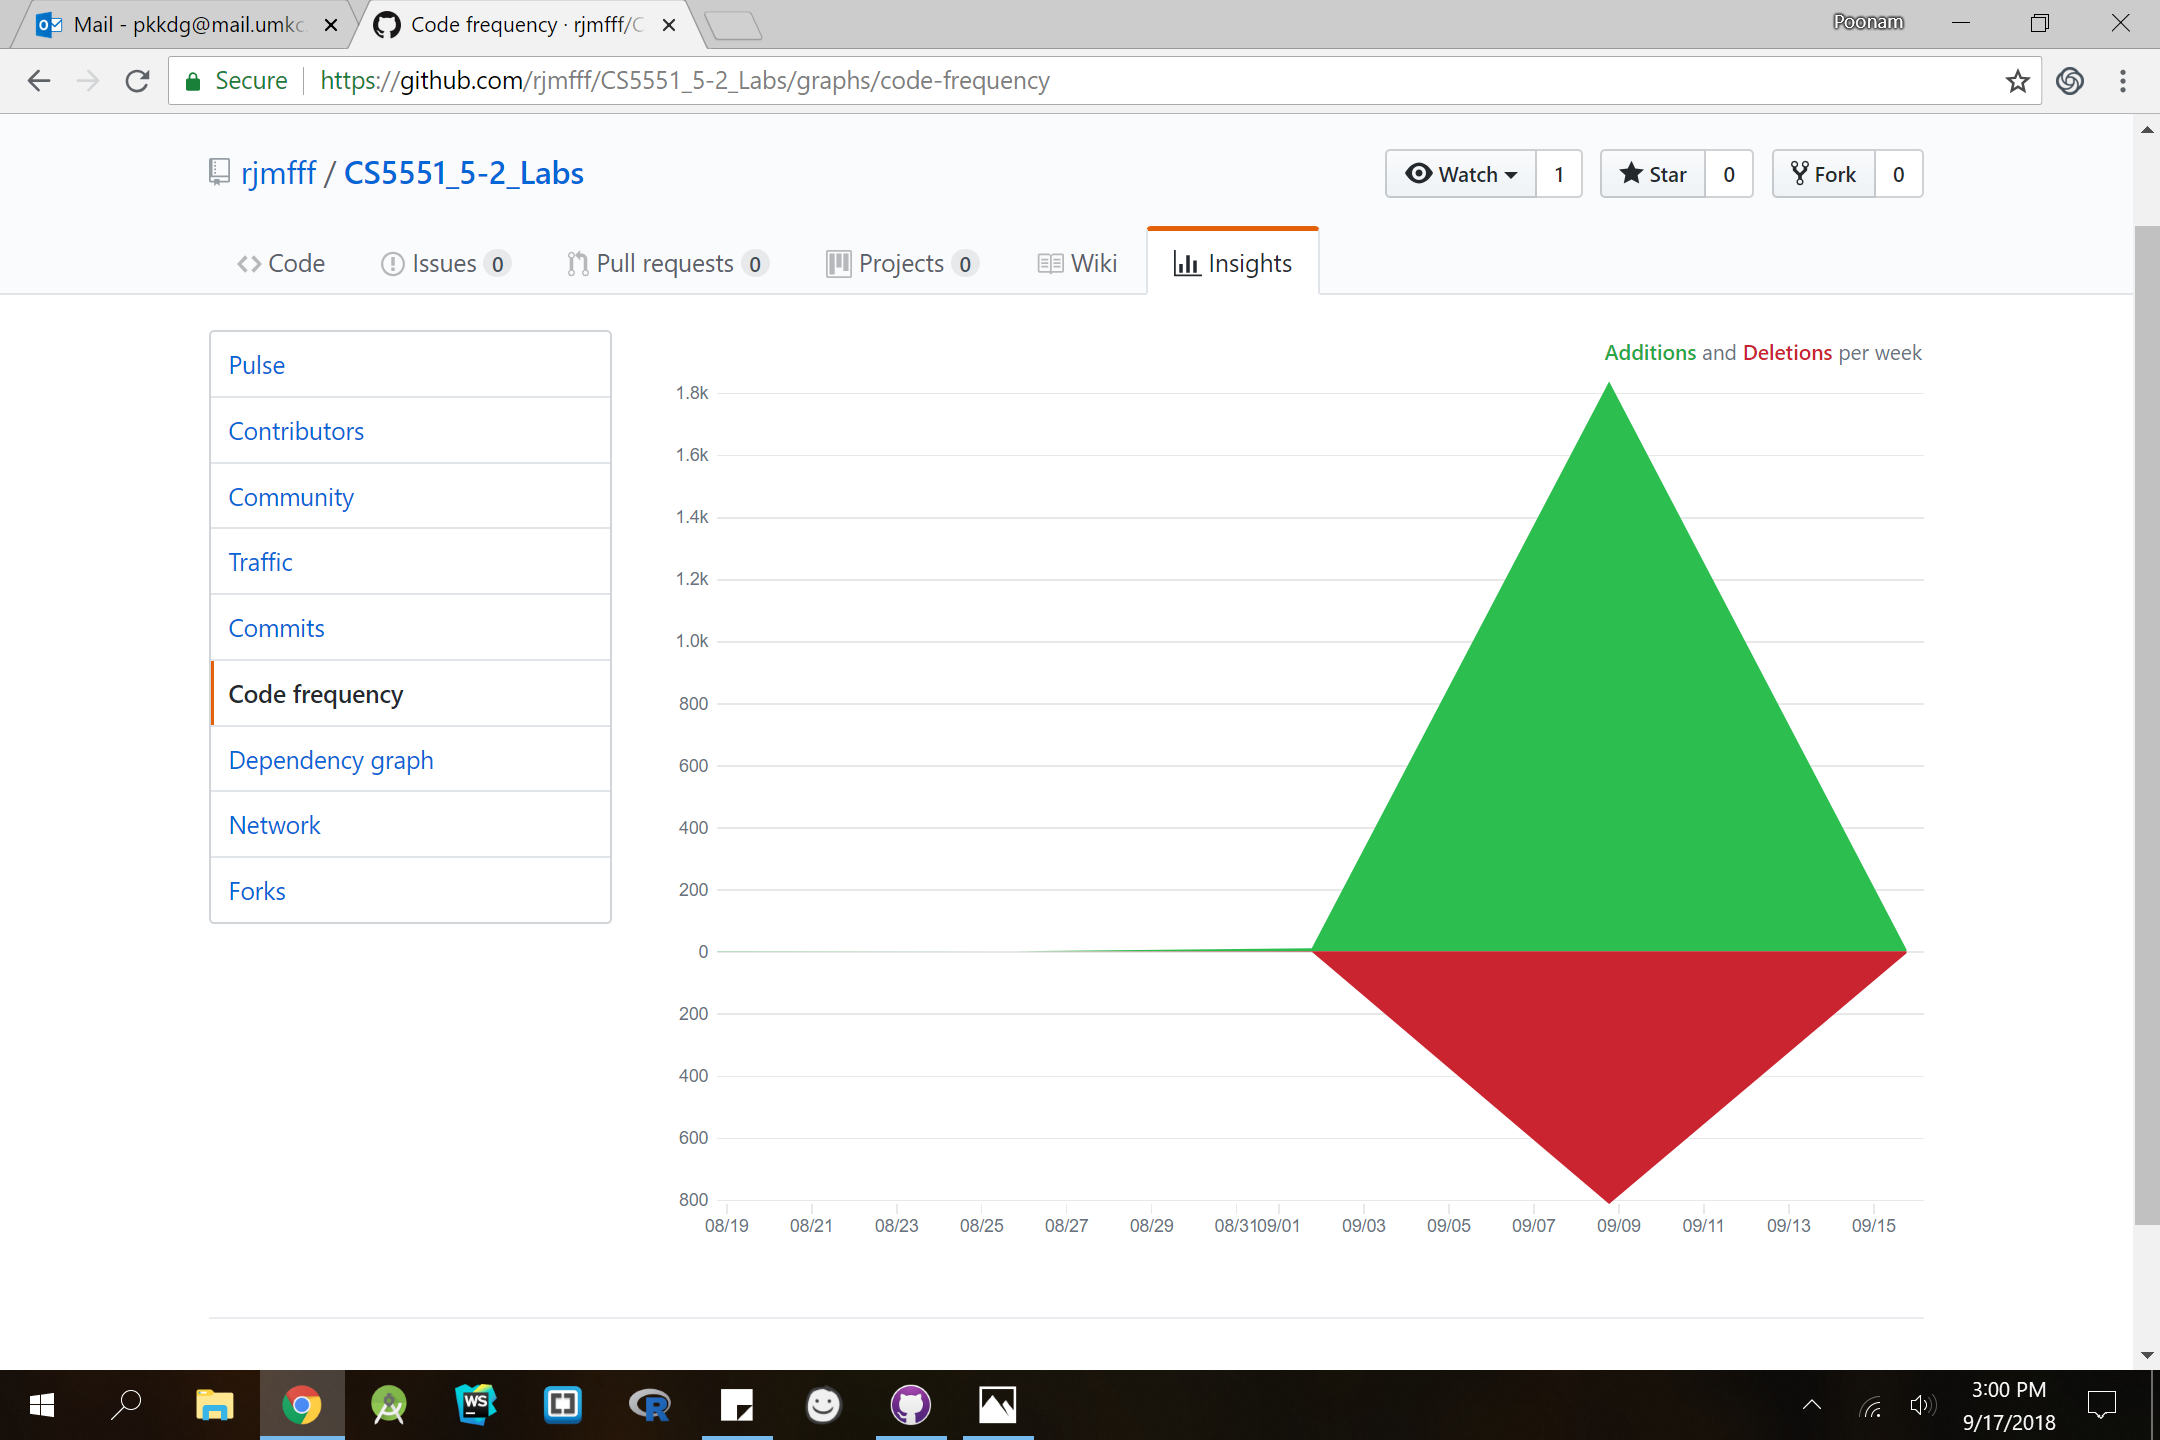 Mail - pkkdg@mail.umkc.
Code frequency · rjmfff/C
Poonam
Secure
https://github.com/rjmfff/CS5551_5-2_Labs/graphs/code-frequency
rjmfff / CS5551_5-2_Labs
Watch 1
Star 0
Fork 0
Code
Issues 0
Pull requests 0
Projects 0
Wiki
Insights
Pulse
Contributors
Community
Traffic
Commits
Code frequency
Dependency graph
Network
Forks
Additions and Deletions per week
1.8k
1.6k
1.4k
1.2k
1.0k
800
600
400
200
0
200
400
600
800
08/19 08/21 08/23 08/25 08/27 08/29 08/31 09/01 09/03 09/05 09/07 09/09 09/11 09/13 09/15
WS
R
3:00 PM
9/17/2018